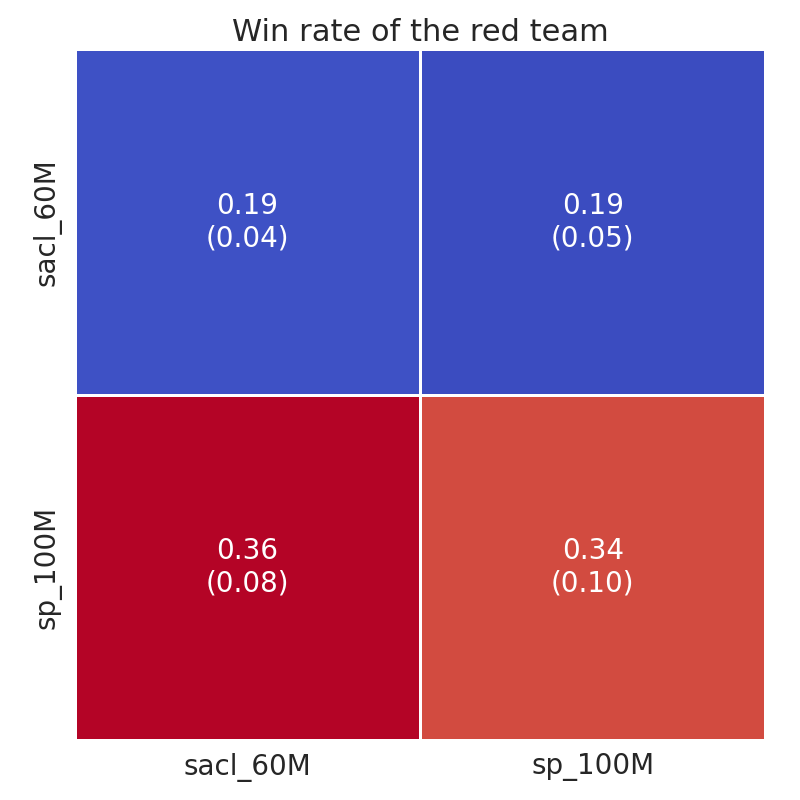 Win rate of the red team
sacl_60M
0.19
(0.04)
0.19
(0.05)
sp_100M
0.36
(0.08)
0.34
(0.10)
sacl_60M
sp_100M